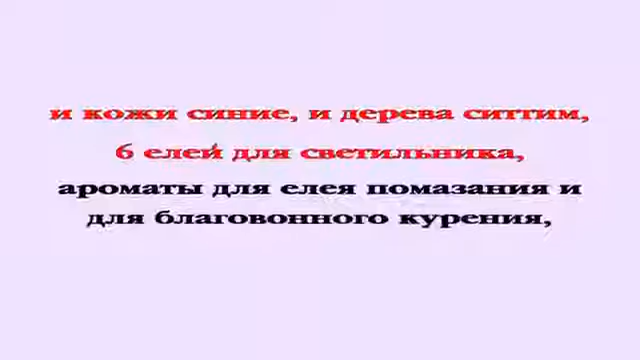 и кожи синие, и дерева ситтим,
6 елей для светильника,
ароматы для елея помазания и
для благовонного курения,